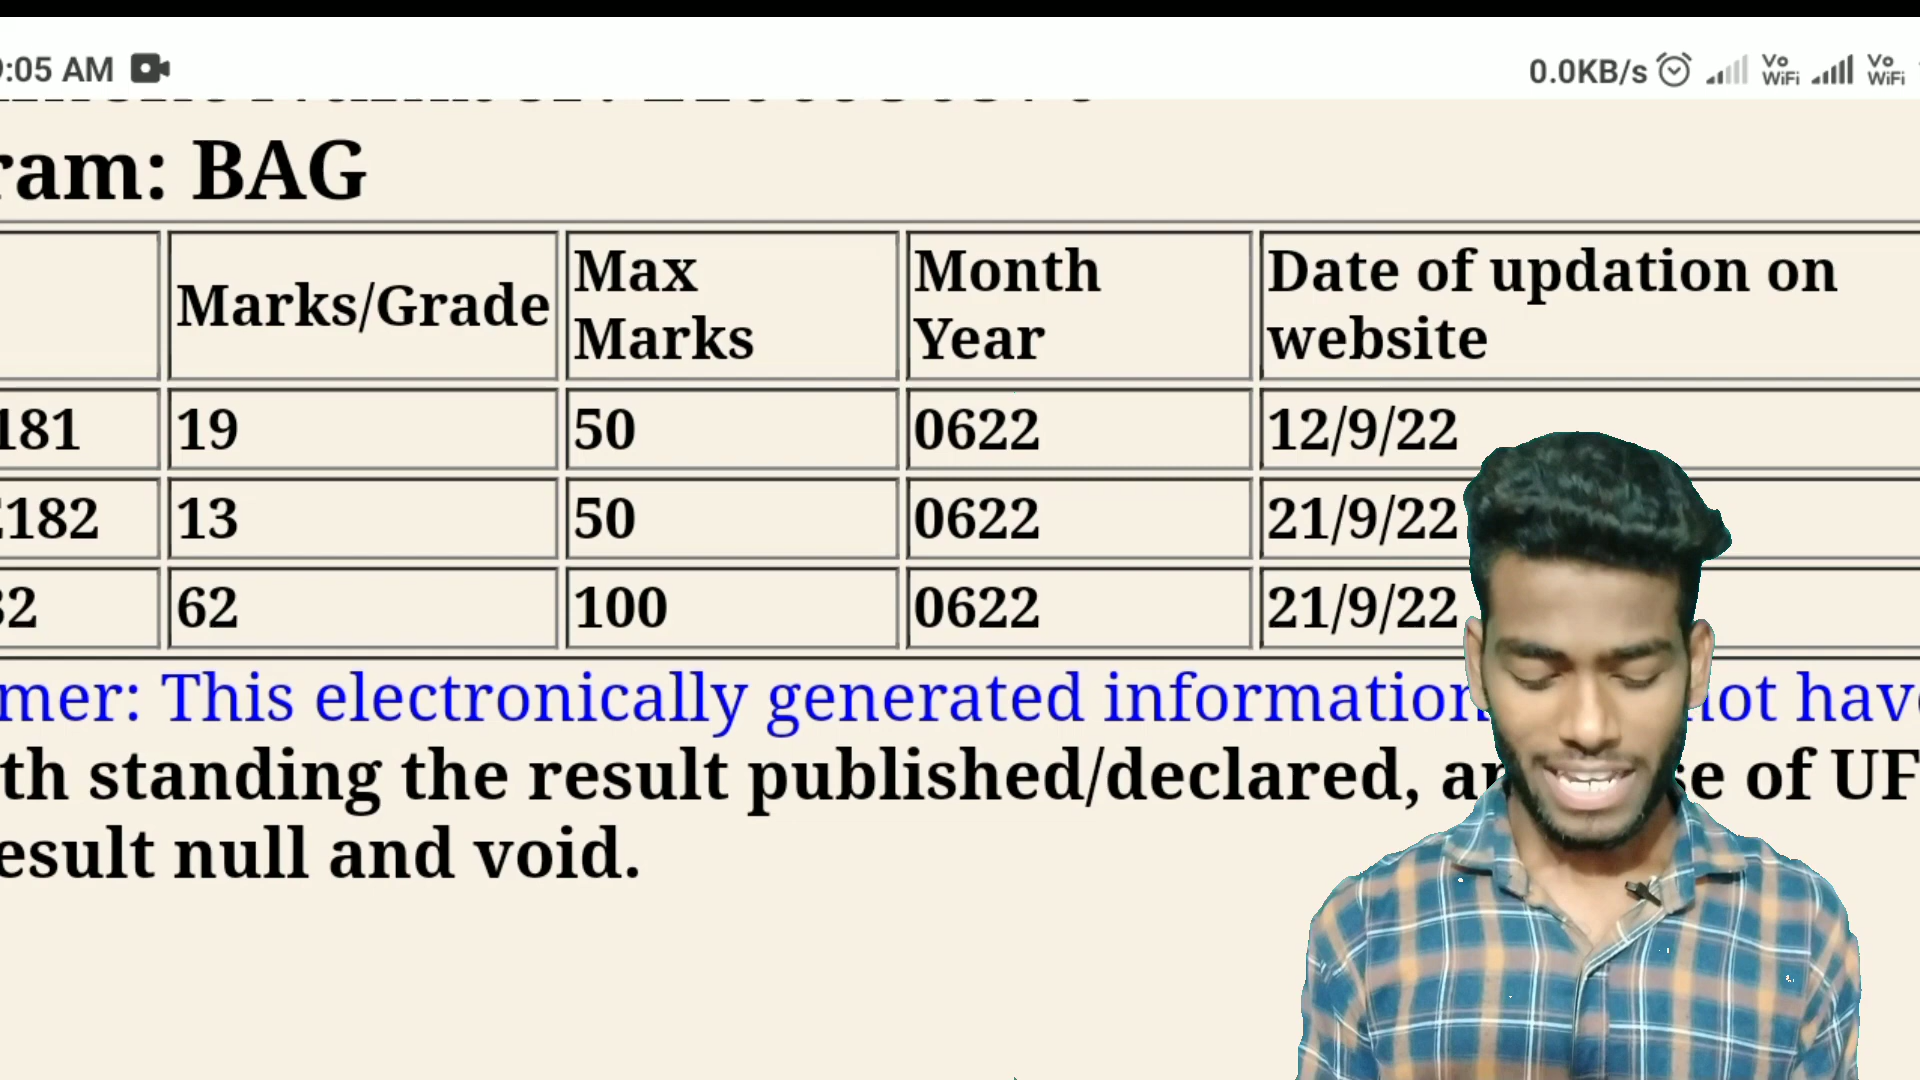 :05 AM
0.0KB/s Vo WiFi Vo WiFi
ram: BAG
Marks/Grade Max Marks Month Year Date of updation on website
181 19 50 0622 12/9/22
182 13 50 0622 21/9/22
32 62 100 0622 21/9/22
mer: This electronically generated information not have
th standing the result published/declared, of UF
esult null and void.